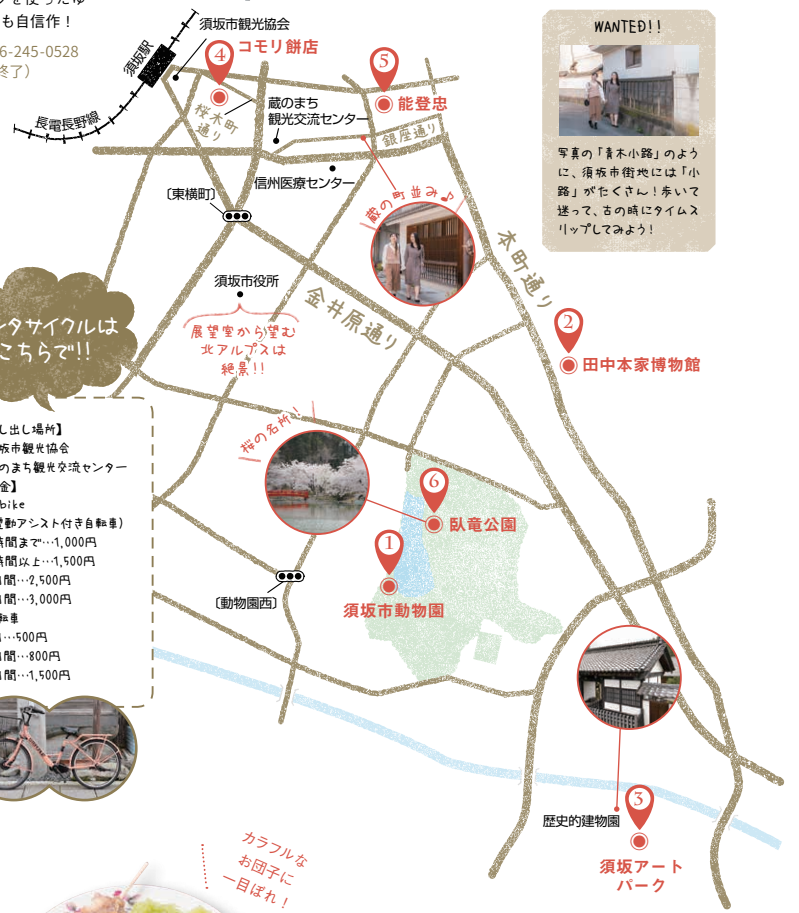 も自信作！
6-245-0528
終了）
須坂市観光協会
須坂駅
長電長野線
4
コモリ餅店
桜木町
通り
蔵のまち
観光交流センター
5
能登忠
銀座通り
信州医療センター
〔東横町〕
蔵の町並み♪
WANTED!!
写真の「青木小路」のよう
に、須坂市街地には「小
路」がたくさん！歩いて
迷って、古の時にタイムス
リップしてみよう！
本町通り
須坂市役所
展望室から望む
北アルプスは
絶景!!
金井原通り
2
田中本家博物館
ンタサイクルは
こちらで!!
し出し場所】
坂市観光協会
のまち観光交流センター
金】
bike
電動アシスト付き自転車）
時間まで…1,000円
時間以上…1,500円
間…2,500円
間…3,000円
転車
…500円
間…800円
間…1,500円
桜の名所！
6
臥竜公園
1
須坂市動物園
〔動物園西〕
歴史的建物園
3
須坂アート
パーク
カラフルな
お団子に
一目ぼれ！